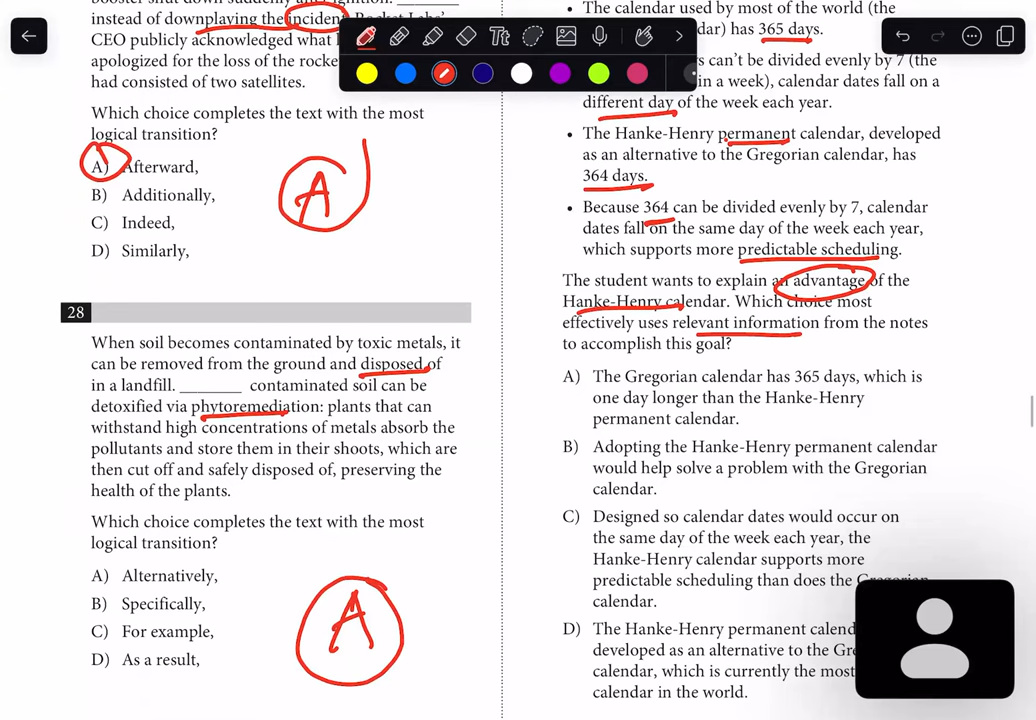 booster shut down suddenly after ignition.
instead of downplaying the incident Rocket Labs'
CEO publicly acknowledged what
apologized for the loss of the rocke
had consisted of two satellites.
Which choice completes the text with the most
logical transition?
A) Afterward,
B) Additionally,
C) Indeed,
D) Similarly,
A
28
When soil becomes contaminated by toxic metals, it
can be removed from the ground and disposed of
in a landfill. ______ contaminated soil can be
detoxified via phytoremediation: plants that can
withstand high concentrations of metals absorb the
pollutants and store them in their shoots, which are
then cut off and safely disposed of, preserving the
health of the plants.
Which choice completes the text with the most
logical transition?
A) Alternatively,
B) Specifically,
C) For example,
D) As a result,
A
Tt
• The calendar used by most of the world (the
dar) has 365 days.
can't be divided evenly by 7 (the
in a week), calendar dates fall on a
different day of the week each year.
• The Hanke-Henry permanent calendar, developed
as an alternative to the Gregorian calendar, has
364 days.
• Because 364 can be divided evenly by 7, calendar
dates fall on the same day of the week each year,
which supports more predictable scheduling.
The student wants to explain an advantage of the
Hanke-Henry calendar. Which choice most
effectively uses relevant information from the notes
to accomplish this goal?
A) The Gregorian calendar has 365 days, which is
one day longer than the Hanke-Henry
permanent calendar.
B) Adopting the Hanke-Henry permanent calendar
would help solve a problem with the Gregorian
calendar.
C) Designed so calendar dates would occur on
the same day of the week each year, the
Hanke-Henry calendar supports more
predictable scheduling than does the Gregorian
calendar.
D) The Hanke-Henry permanent calend
developed as an alternative to the Gre
calendar, which is currently the most
calendar in the world.